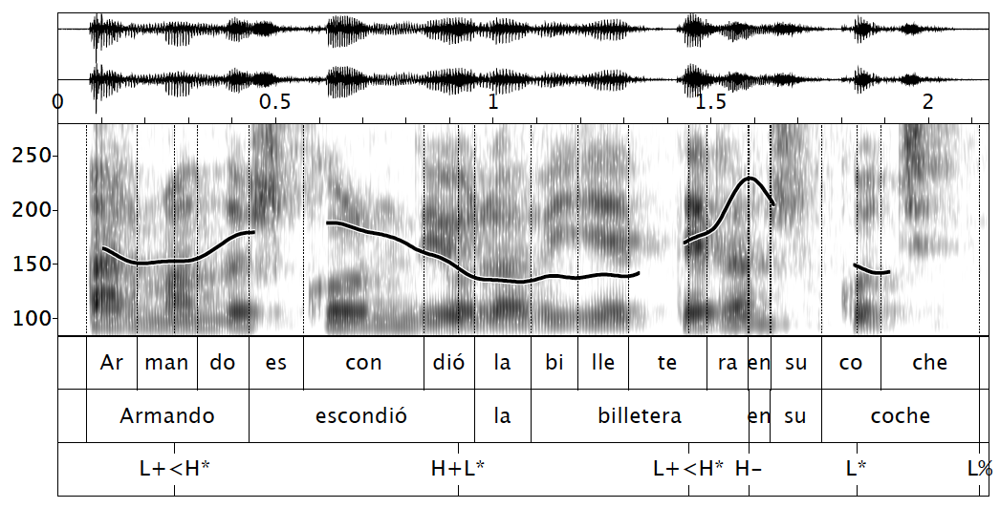 0 0.5 1 1.5 2
250
200
150
100
Ar man do es con dió la bi lle te ra en su co che
Armando escondió la billetera en su coche
L+<H* H+L* L+<H* H– L* L%